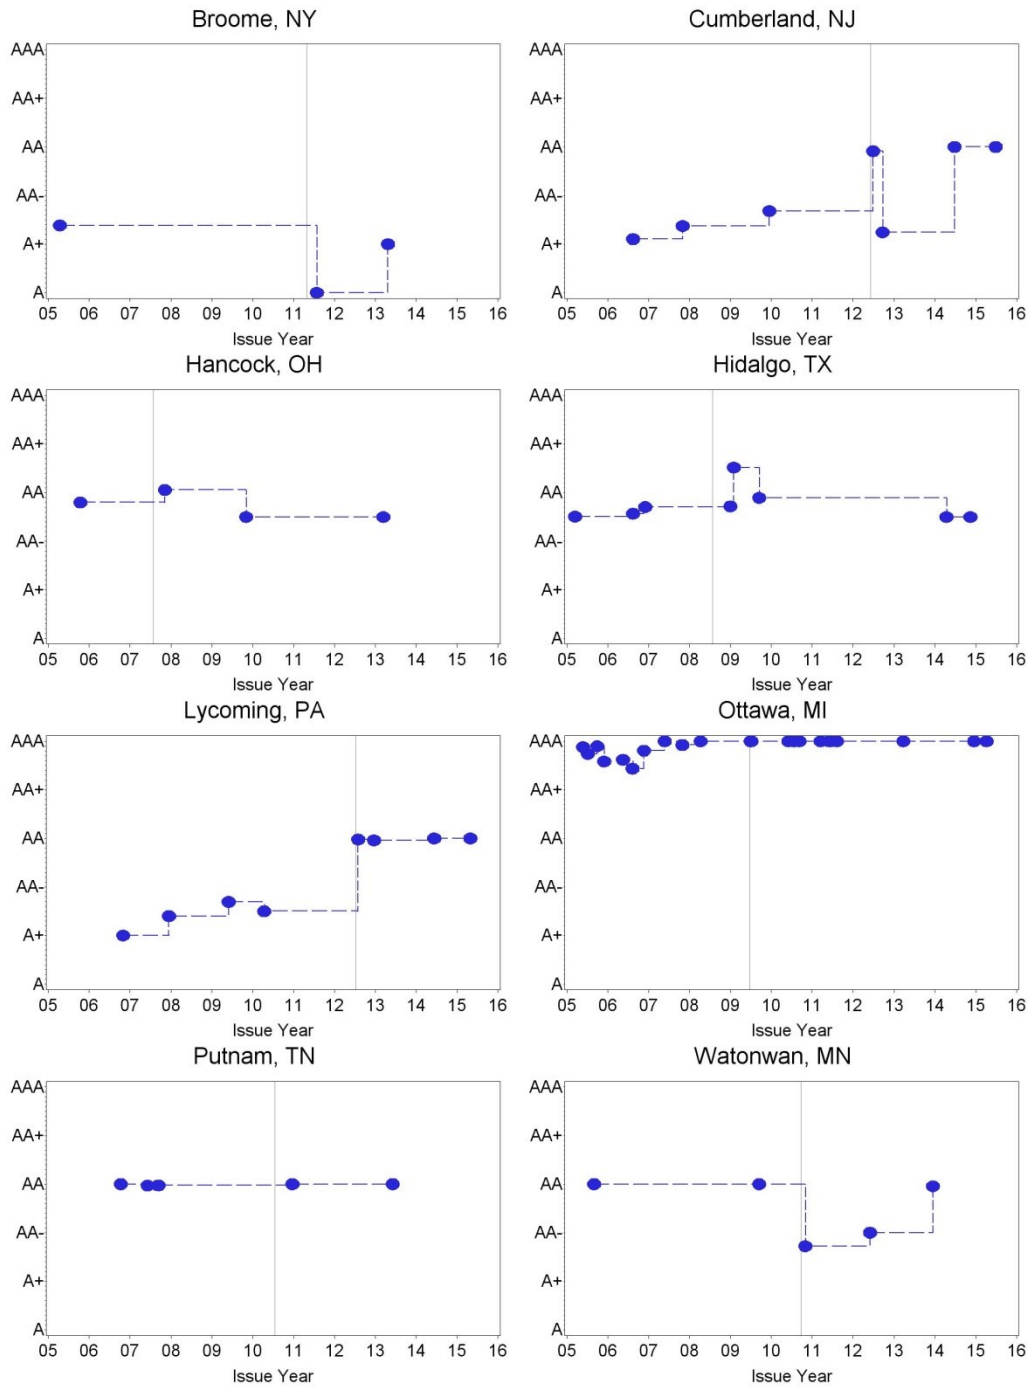 Broome, NY
AAA
AA+
AA
AA-
A+
A
05 06 07 08 09 10 11 12 13 14 15 16
Issue Year
Cumberland, NJ
AAA
AA+
AA
AA-
A+
A
05 06 07 08 09 10 11 12 13 14 15 16
Issue Year
Hancock, OH
AAA
AA+
AA
AA-
A+
A
05 06 07 08 09 10 11 12 13 14 15 16
Issue Year
Hidalgo, TX
AAA
AA+
AA
AA-
A+
A
05 06 07 08 09 10 11 12 13 14 15 16
Issue Year
Lycoming, PA
AAA
AA+
AA
AA-
A+
A
05 06 07 08 09 10 11 12 13 14 15 16
Issue Year
Ottawa, MI
AAA
AA+
AA
AA-
A+
A
05 06 07 08 09 10 11 12 13 14 15 16
Issue Year
Putnam, TN
AAA
AA+
AA
AA-
A+
A
05 06 07 08 09 10 11 12 13 14 15 16
Issue Year
Watonwan, MN
AAA
AA+
AA
AA-
A+
A
05 06 07 08 09 10 11 12 13 14 15 16
Issue Year